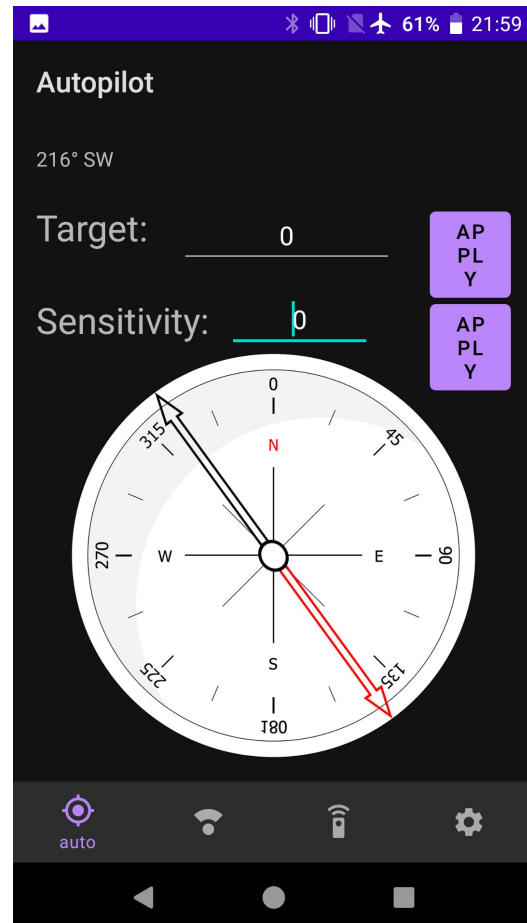 61% 21:59
Autopilot
216° SW
Target:
0
AP
PL
Y
Sensitivity:
0
AP
PL
Y
0
315
45
N
270
W
E
90
S
225
135
180
auto